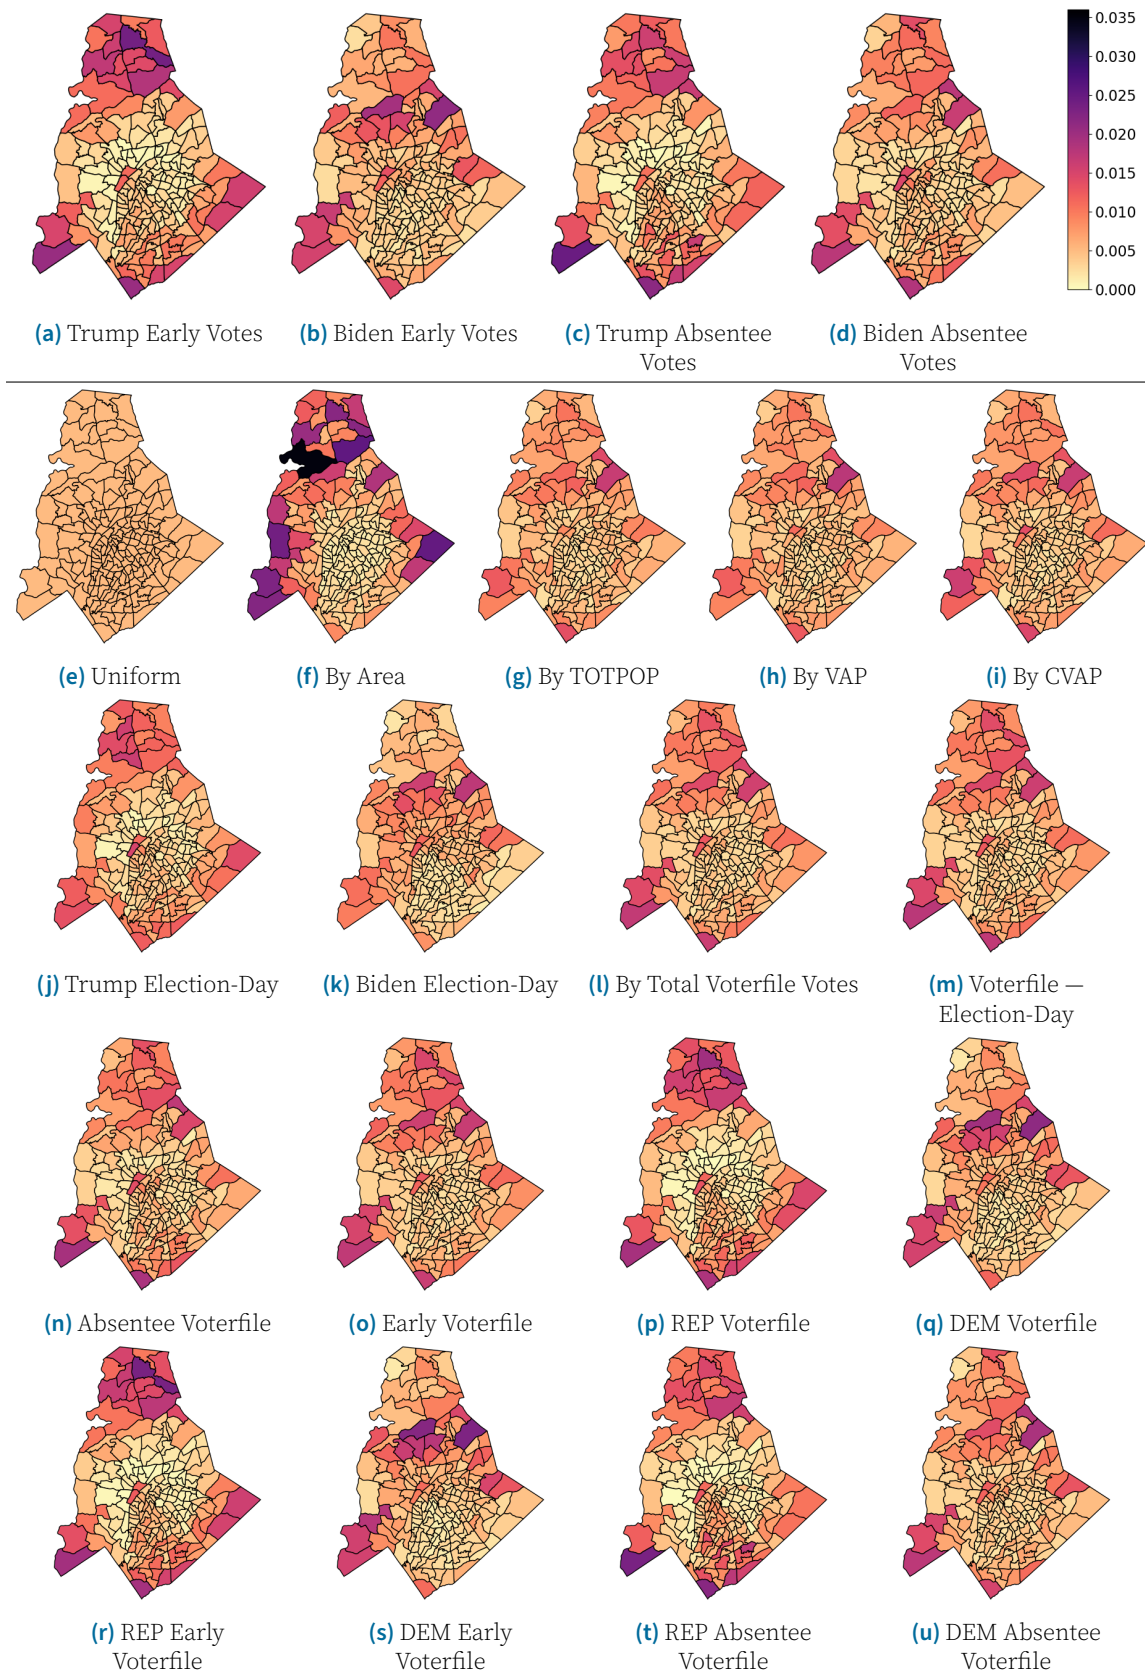 0.035
0.030
0.025
0.020
0.015
0.010
0.005
0.000
(a) Trump Early Votes
(b) Biden Early Votes
(c) Trump Absentee
Votes
(d) Biden Absentee
Votes
(e) Uniform
(f) By Area
(g) By TOTPOP
(h) By VAP
(i) By CVAP
(j) Trump Election-Day
(k) Biden Election-Day
(l) By Total Voterfile Votes
(m) Voterfile —
Election-Day
(n) Absentee Voterfile
(o) Early Voterfile
(p) REP Voterfile
(q) DEM Voterfile
(r) REP Early
Voterfile
(s) DEM Early
Voterfile
(t) REP Absentee
Voterfile
(u) DEM Absentee
Voterfile